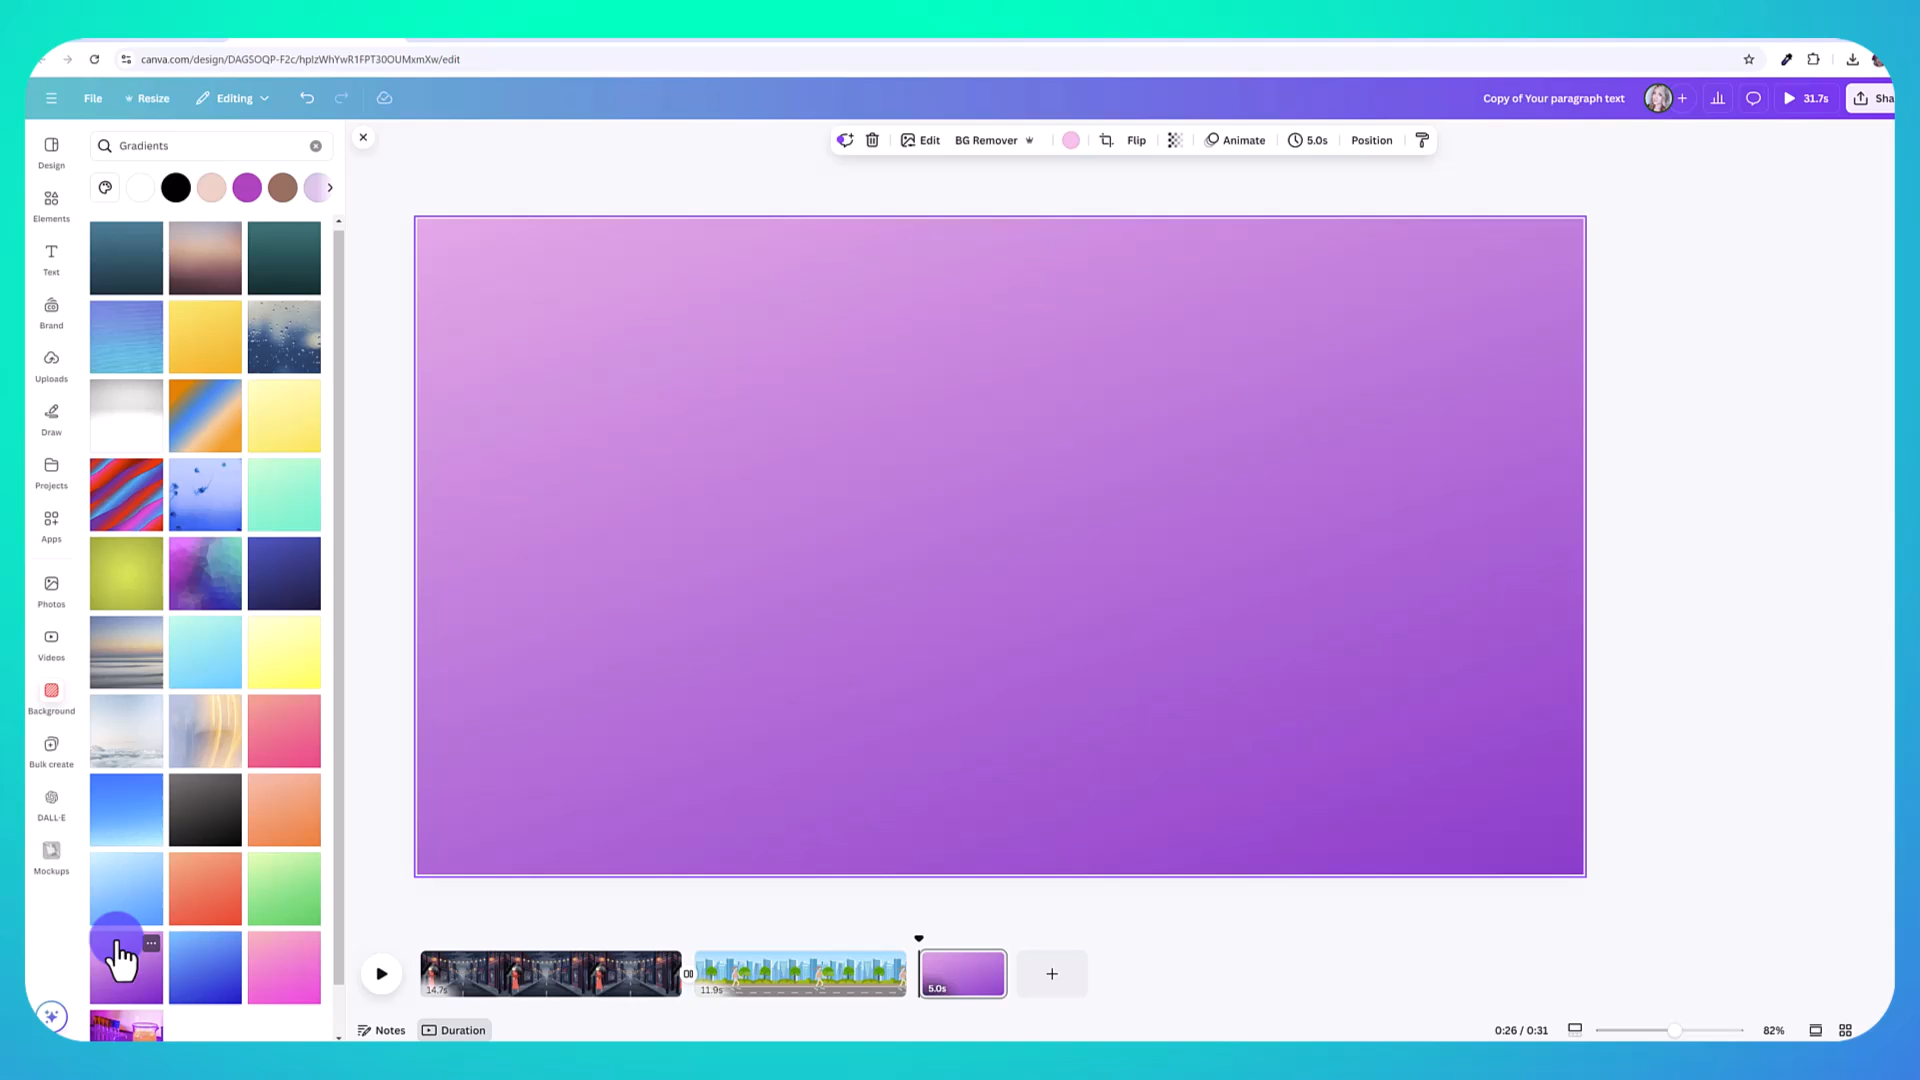 canva.com/design/DAGSOQP-F2c/hpIzWhYwR1FPT30OUMxmXw/edit
File
Resize
Editing
Copy of Your paragraph text
31.7s
Sha
Design
Elements
Text
Brand
Uploads
Draw
Projects
Apps
Photos
Videos
Background
Bulk create
DALL·E
Mockups
Gradients
Edit
BG Remover
Flip
Animate
5.0s
Position
14.7s
11.9s
5.0s
Notes
Duration
0:26 / 0:31
82%